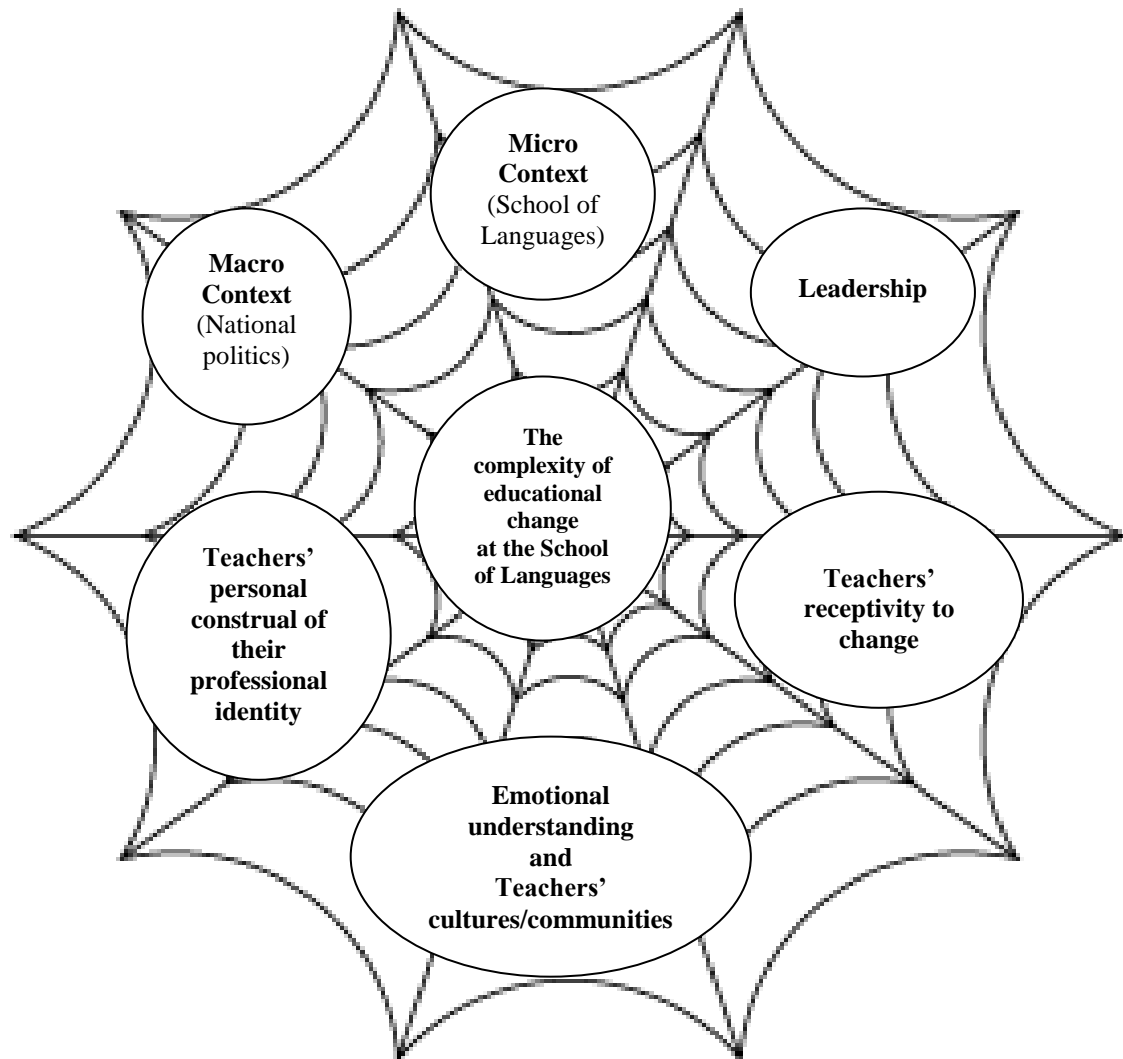 Micro
Context
(School of
Languages)
Macro
Context
(National
politics)
Leadership
The
complexity of
educational
change
at the School
of Languages
Teachers’
personal
construal of
their
professional
identity
Teachers’
receptivity to
change
Emotional
understanding
and
Teachers’
cultures/communities